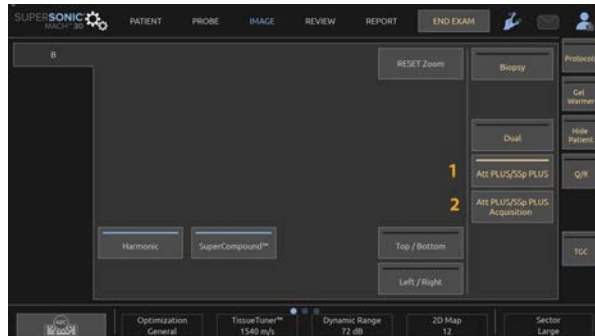 SUPERSONIC
MACH™ 30
PATIENT
PROBE
IMAGE
REVIEW
REPORT
END EXAM
B
RESET Zoom
Biopsy
Protocol
Gel Warmer
Dual
Hide Patient
1
Att PLUS/SSp PLUS
Q/R
2
Att PLUS/SSp PLUS
Acquisition
Harmonic
SuperCompound™
Top / Bottom
TGC
Left / Right
Optimization
General
TissueTuner™
1540 m/s
Dynamic Range
72 dB
2D Map
12
Sector
Large